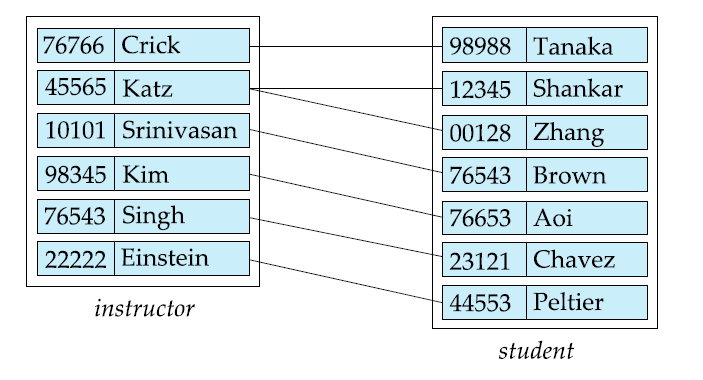 76766 Crick
45565 Katz
10101 Srinivasan
98345 Kim
76543 Singh
22222 Einstein
instructor
98988 Tanaka
12345 Shankar
00128 Zhang
76543 Brown
76653 Aoi
23121 Chavez
44553 Peltier
student